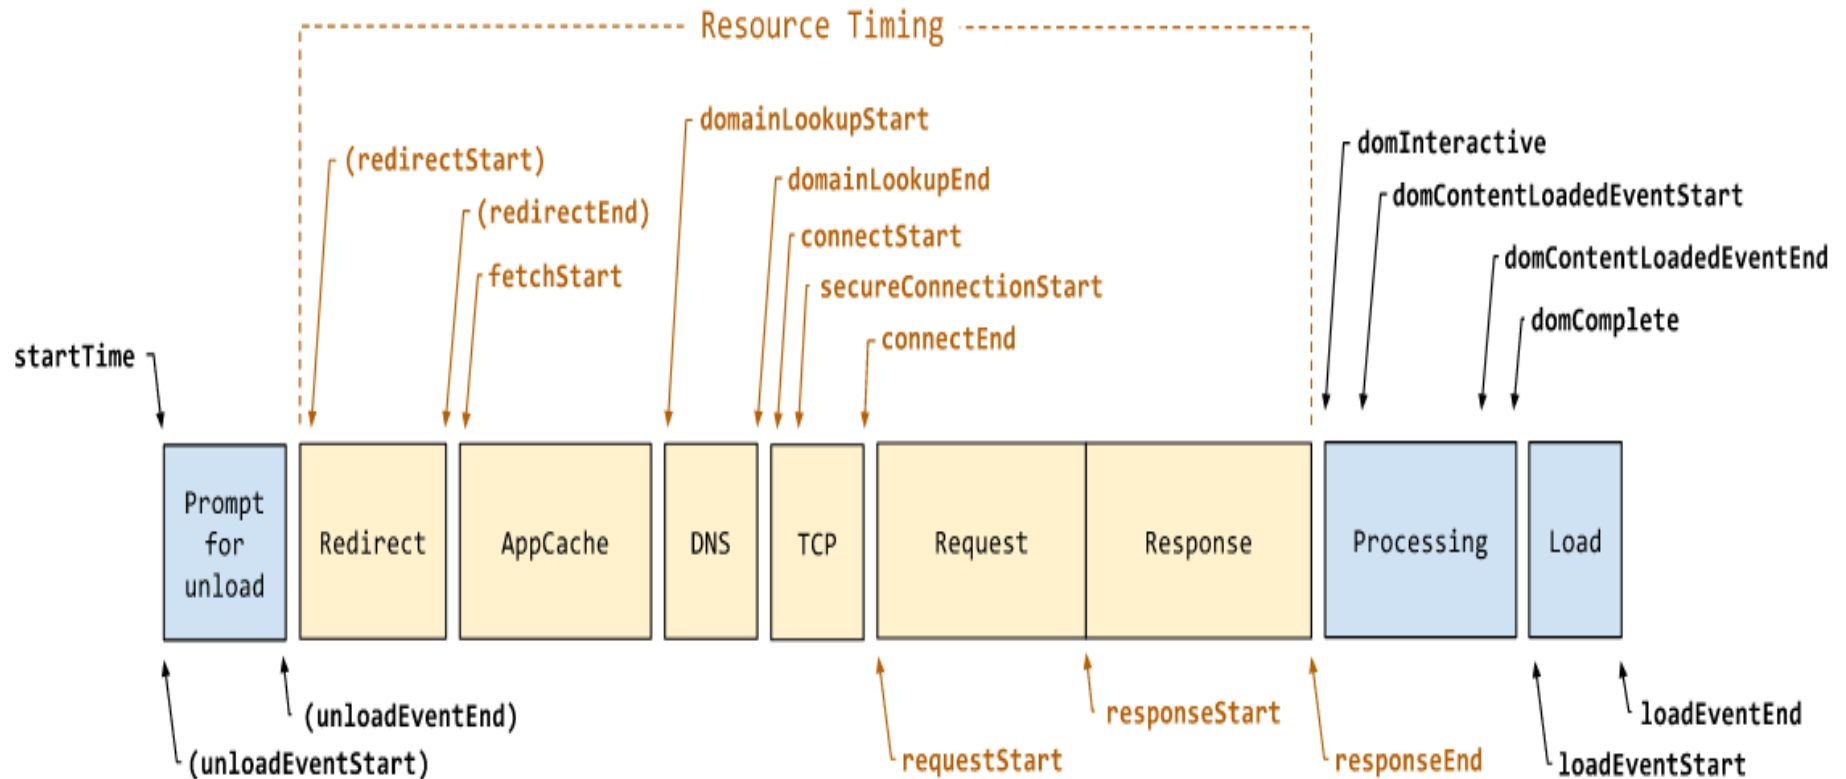 Resource Timing
domainLookupStart
(redirectStart)
domInteractive
domainLookupEnd
domContentLoadedEventStart
(redirectEnd)
connectStart
domContentLoadedEventEnd
fetchStart
secureConnectionStart
domComplete
connectEnd
startTime
Prompt
for
unload
Redirect
AppCache
DNS
TCP
Request
Response
Processing
Load
(unloadEventEnd)
responseStart
loadEventEnd
(unloadEventStart)
requestStart
responseEnd
loadEventStart